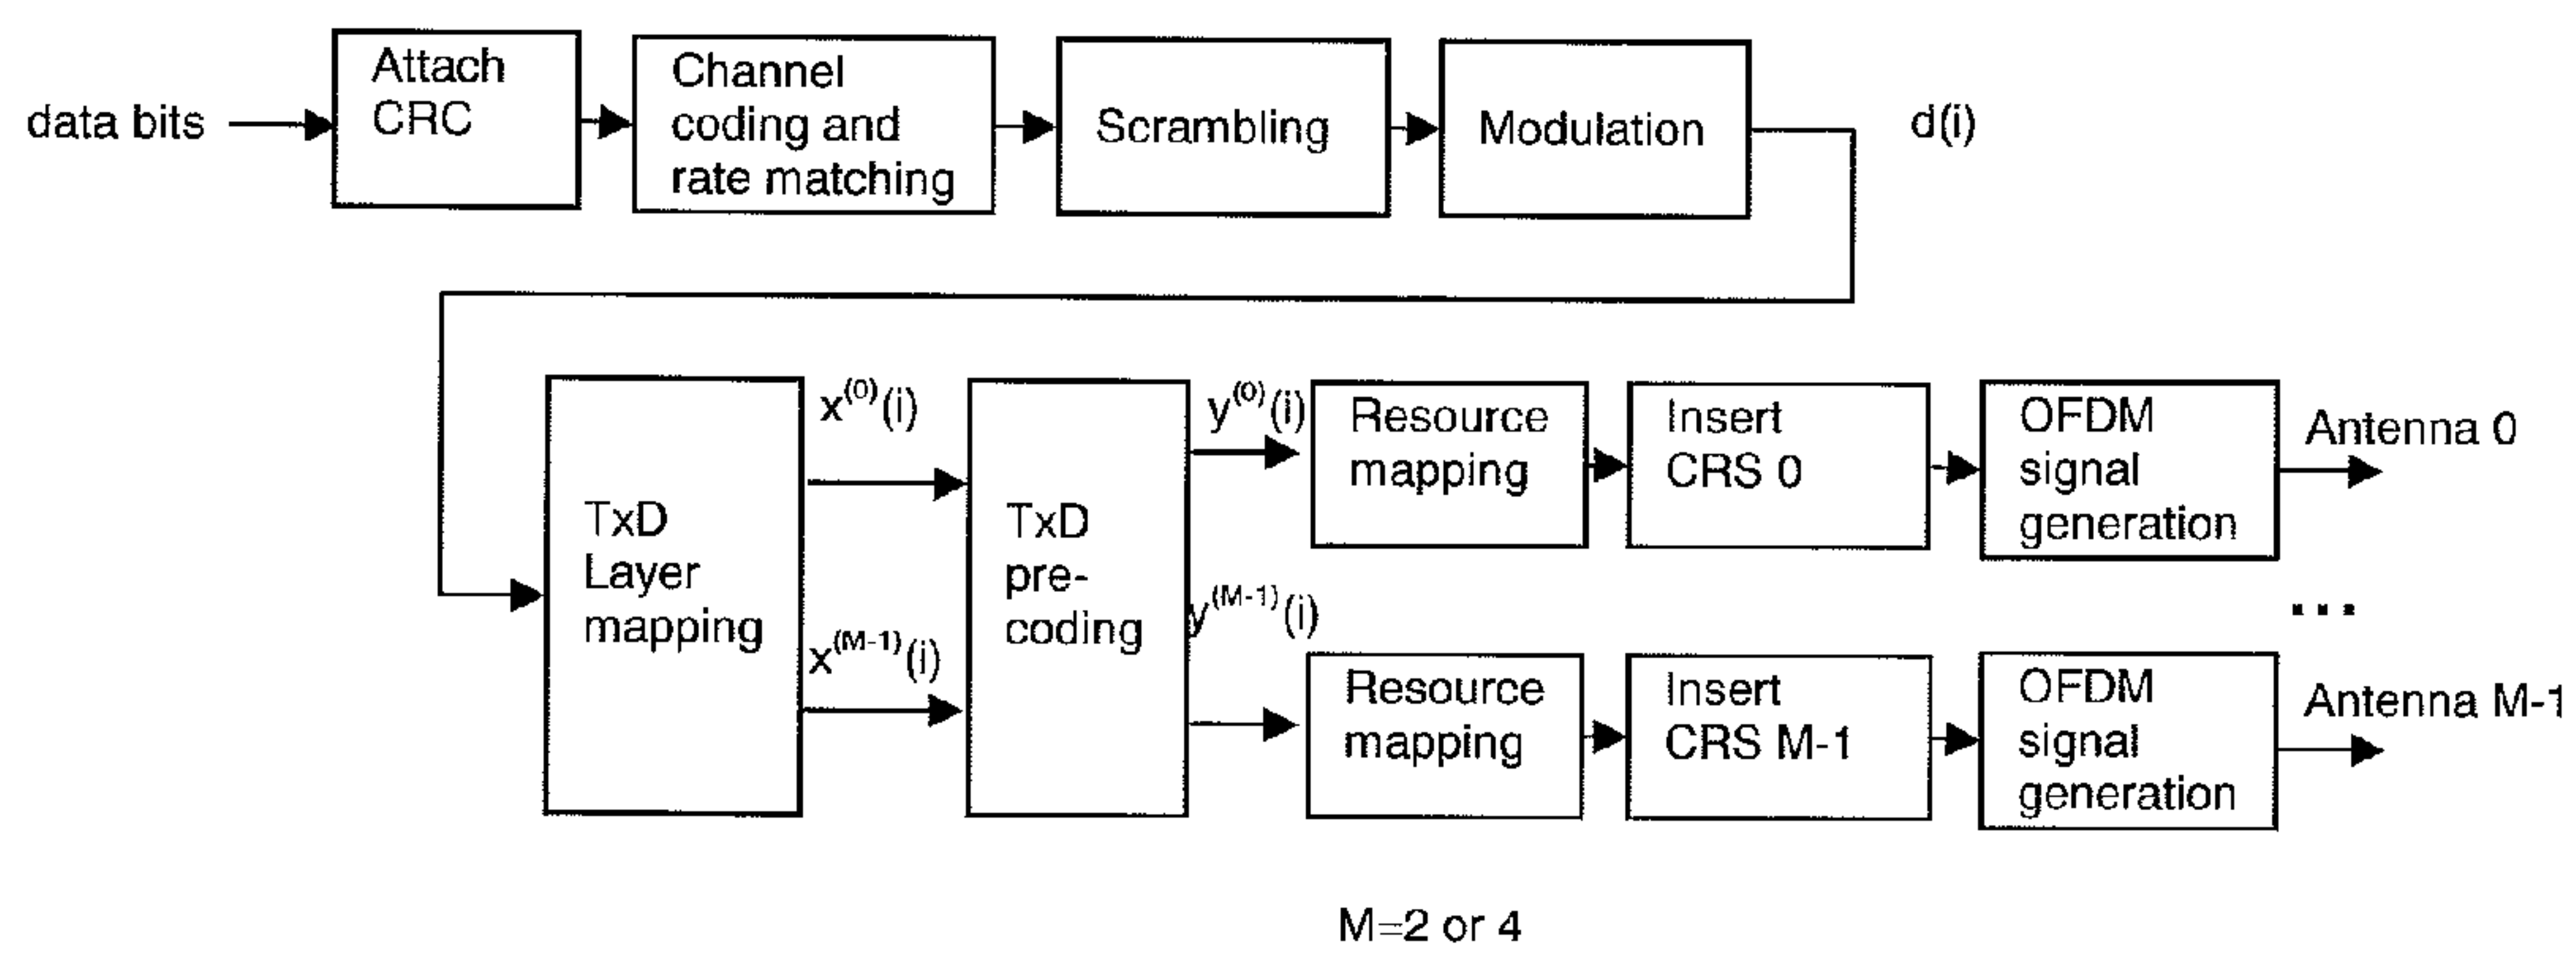 data bits
Attach
CRC
Channel
coding and
rate matching
Scrambling
Modulation
d(i)
TxD
Layer
mapping
x(0)(i)
x(M-1)(i)
TxD
pre-
coding
y(0)(i)
y(M-1)(i)
Resource
mapping
Insert
CRS 0
OFDM
signal
generation
Antenna 0
...
Resource
mapping
Insert
CRS M-1
OFDM
signal
generation
Antenna M-1
M=2 or 4